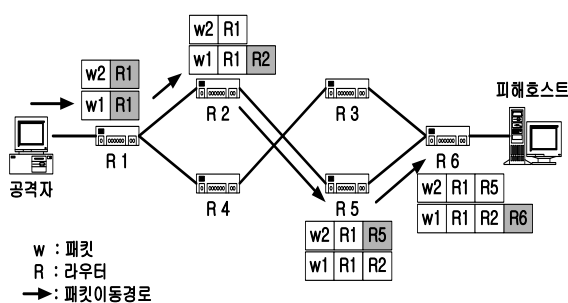 w2 R1
w1 R1 R2
w2 R1
w1 R1
피해호스트
R 2
R 3
R 1
R 6
공격자
R 4
R 5
w2 R1 R5
w1 R1 R2 R6
w2 R1 R5
w1 R1 R2
w : 패킷
R : 라우터
: 패킷이동경로